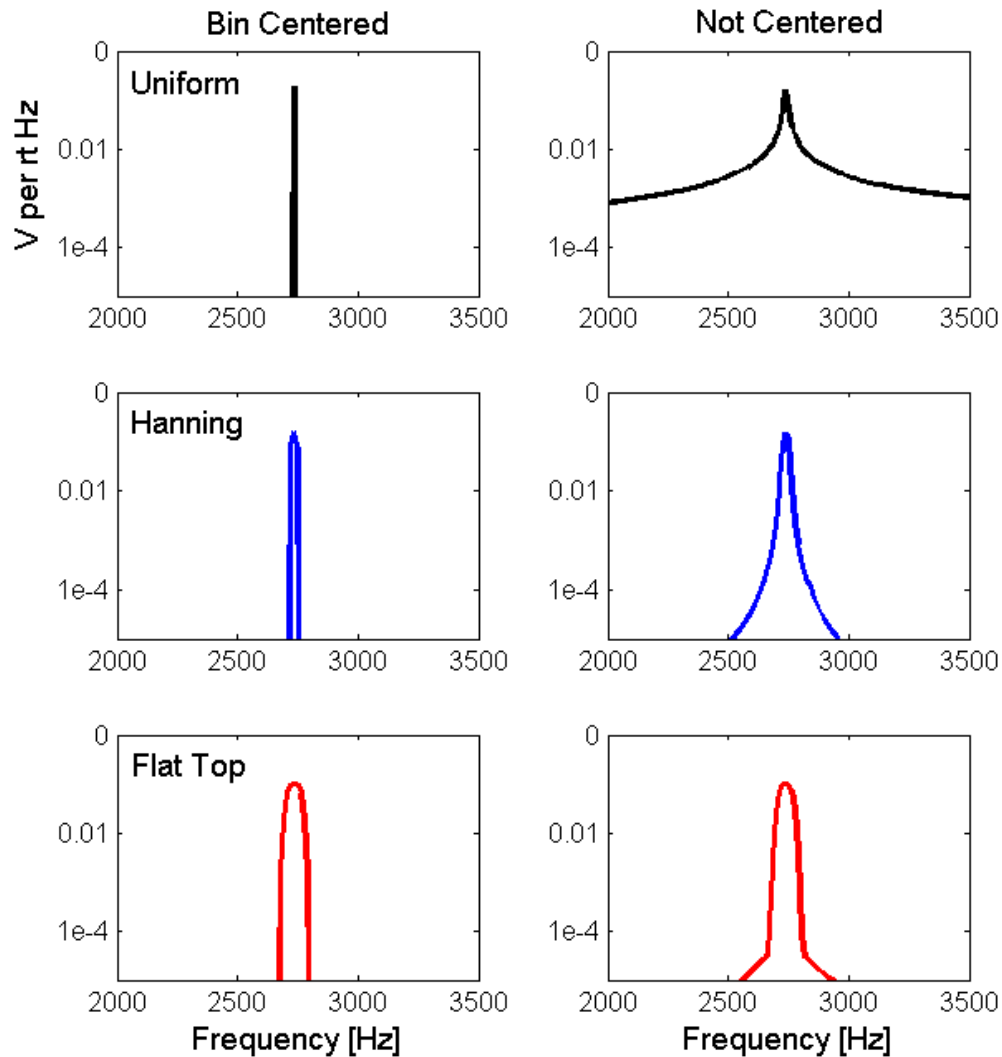 Bin Centered
Not Centered
Uniform
V per rt Hz
0
0.01
1e-4
2000 2500 3000 3500
0
0.01
1e-4
2000 2500 3000 3500
Hanning
0
0.01
1e-4
2000 2500 3000 3500
0
0.01
1e-4
2000 2500 3000 3500
Flat Top
0
0.01
1e-4
2000 2500 3000 3500
Frequency [Hz]
0
0.01
1e-4
2000 2500 3000 3500
Frequency [Hz]